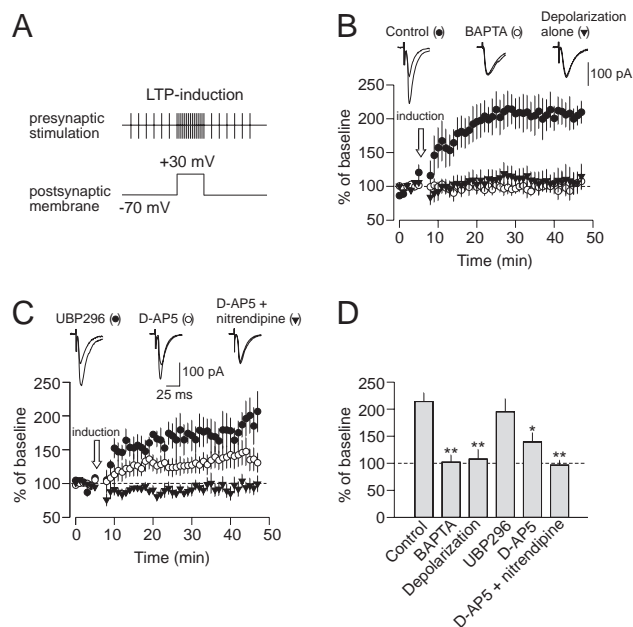 A
LTP-induction
presynaptic
stimulation
+30 mV
postsynaptic
membrane
-70 mV
B
Control (●)
BAPTA (○)
Depolarization
alone (▼)
100 pA
induction
% of baseline
250
200
150
100
50
0 10 20 30 40 50
Time (min)
C
UBP296 (●)
D-AP5 (○)
D-AP5 +
nitrendipine (▼)
100 pA
25 ms
induction
% of baseline
250
200
150
100
50
0 10 20 30 40 50
Time (min)
D
% of baseline
250
200
150
100
50
0
** ** * **
Control
BAPTA
Depolarization
UBP296
D-AP5
D-AP5 + nitrendipine